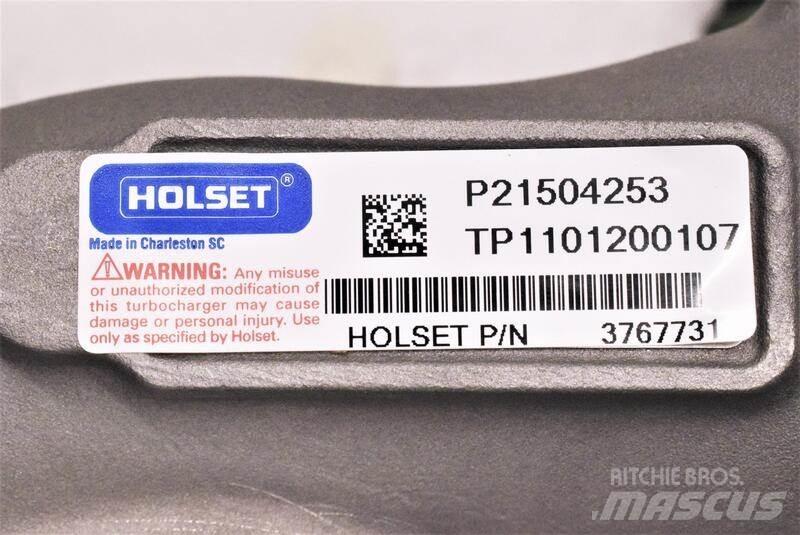 HOLSET®
Made in Charleston SC
⚠WARNING: Any misuse
or unauthorized modification of
this turbocharger may cause
damage or personal injury. Use
only as specified by Holset.
P21504253
TP1101200107
HOLSET P/N 3767731
RITCHIE BROS.
MASCUS